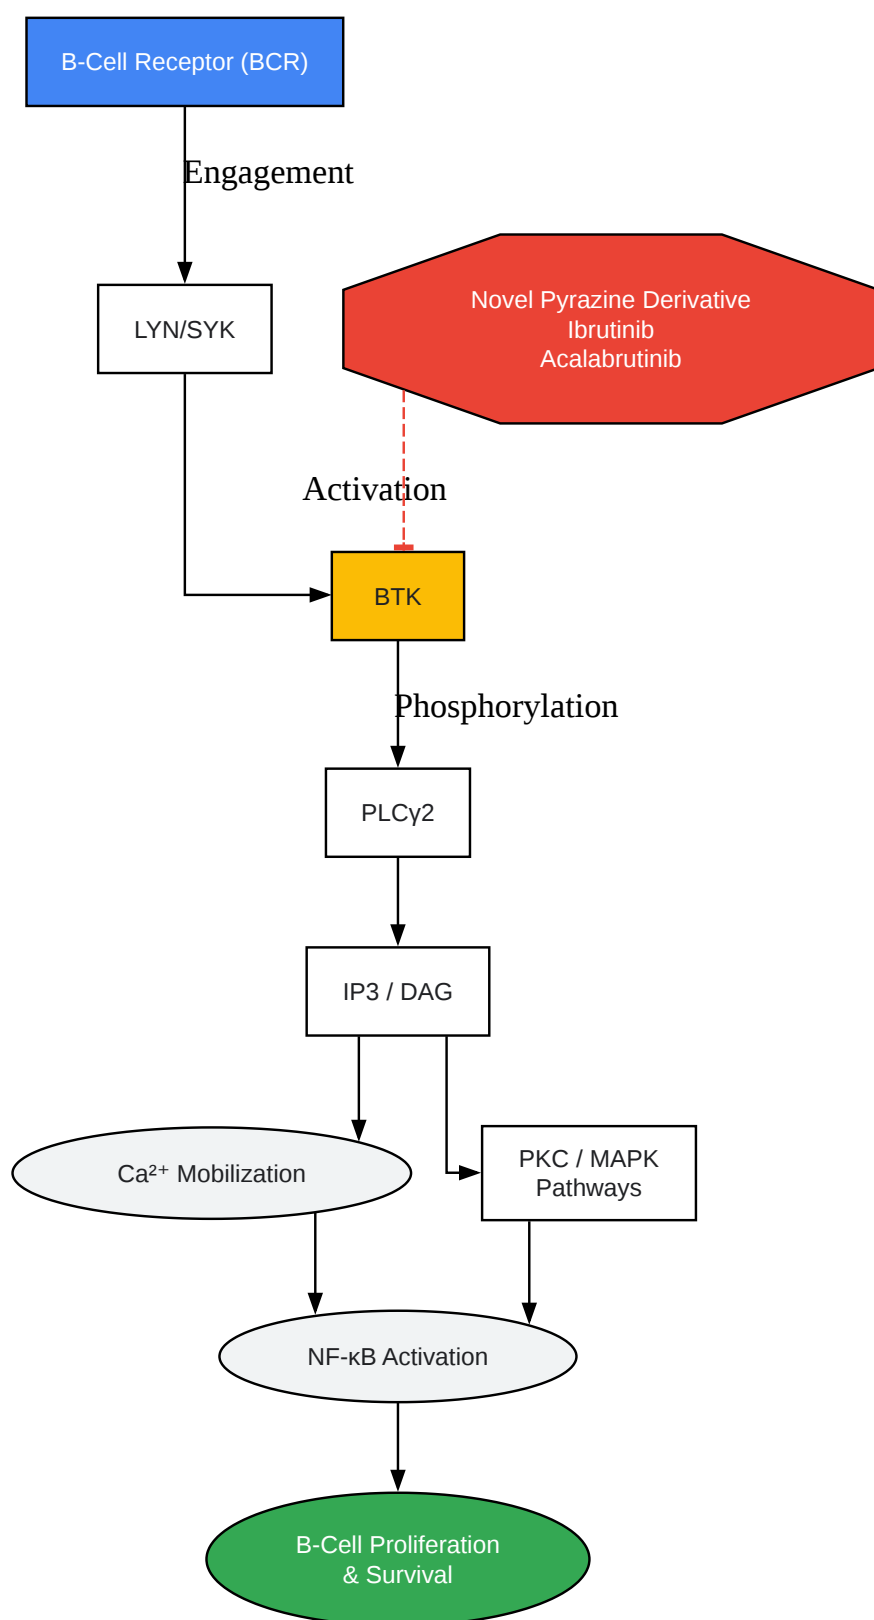 B-Cell Receptor (BCR)
Engagement
LYN/SYK
Novel Pyrazine Derivative
Ibrutinib
Acalabrutinib
Activation
BTK
Phosphorylation
PLCγ2
IP3 / DAG
Ca²⁺ Mobilization
PKC / MAPK
Pathways
NF-κB Activation
B-Cell Proliferation
& Survival